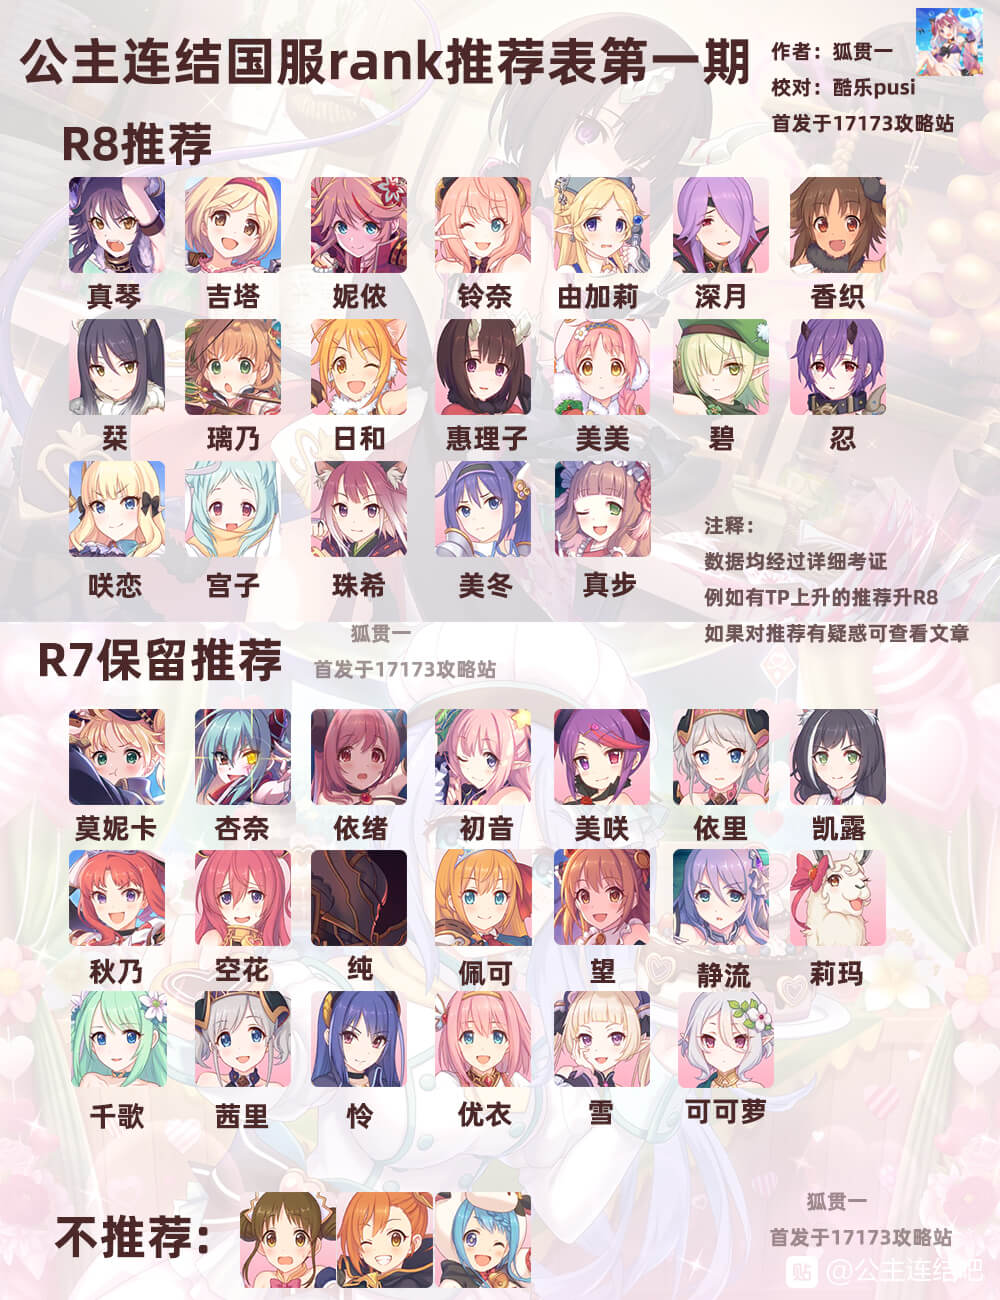 公主连结国服rank推荐表第一期
作者：狐贯一
校对：酷乐pusi
首发于17173攻略站
R8推荐
真琴 吉塔 妮侬 铃奈 由加莉 深月 香织
栞 璃乃 日和 惠理子 美美 碧 忍
咲恋 宫子 珠希 美冬 真步
注释：
数据均经过详细考证
例如有TP上升的推荐升R8
如果对推荐有疑惑可查看文章
R7保留推荐
狐贯一
首发于17173攻略站
莫妮卡 杏奈 依绪 初音 美咲 依里 凯露
秋乃 空花 纯 佩可 望 静流 莉玛
千歌 茜里 怜 优衣 雪 可可萝
不推荐：
狐贯一
首发于17173攻略站
贴 @公主连结吧